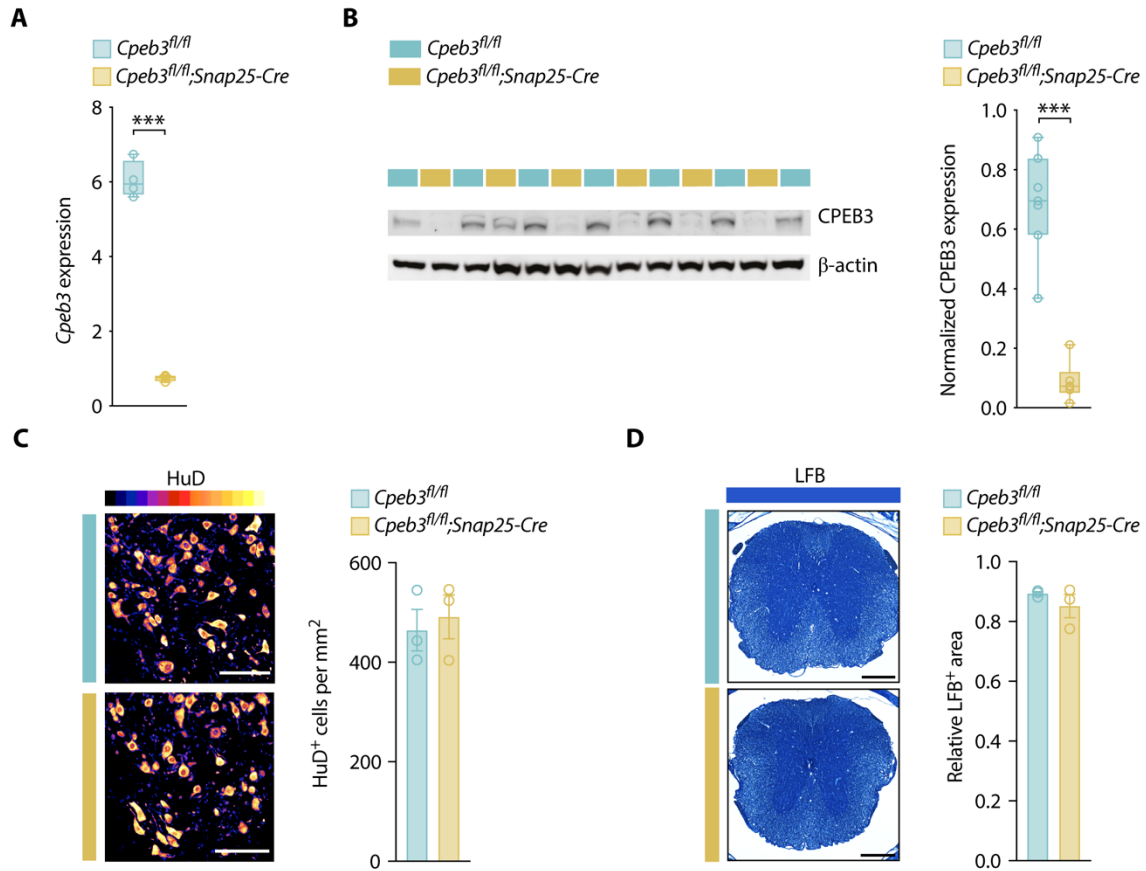 A
Cpeb3fl/fl
Cpeb3fl/fl;Snap25-Cre
8
6
4
2
0
Cpeb3 expression
***
B
Cpeb3fl/fl
Cpeb3fl/fl;Snap25-Cre
CPEB3
β-actin
Cpeb3fl/fl
Cpeb3fl/fl;Snap25-Cre
1.0
0.8
0.6
0.4
0.2
0.0
Normalized CPEB3 expression
***
C
HuD
Cpeb3fl/fl
Cpeb3fl/fl;Snap25-Cre
600
400
200
0
HuD+ cells per mm2
D
LFB
Cpeb3fl/fl
Cpeb3fl/fl;Snap25-Cre
1.0
0.8
0.6
0.4
0.2
0.0
Relative LFB+ area